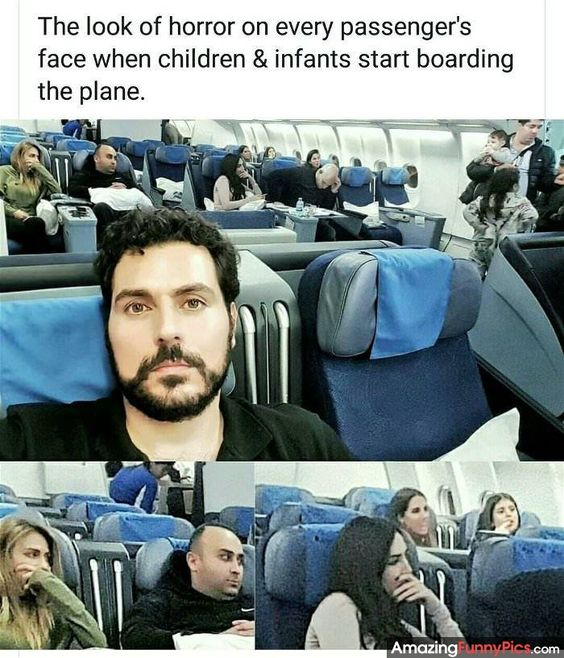 The look of horror on every passenger's
face when children & infants start boarding
the plane.
AmazingFunnyPics.com